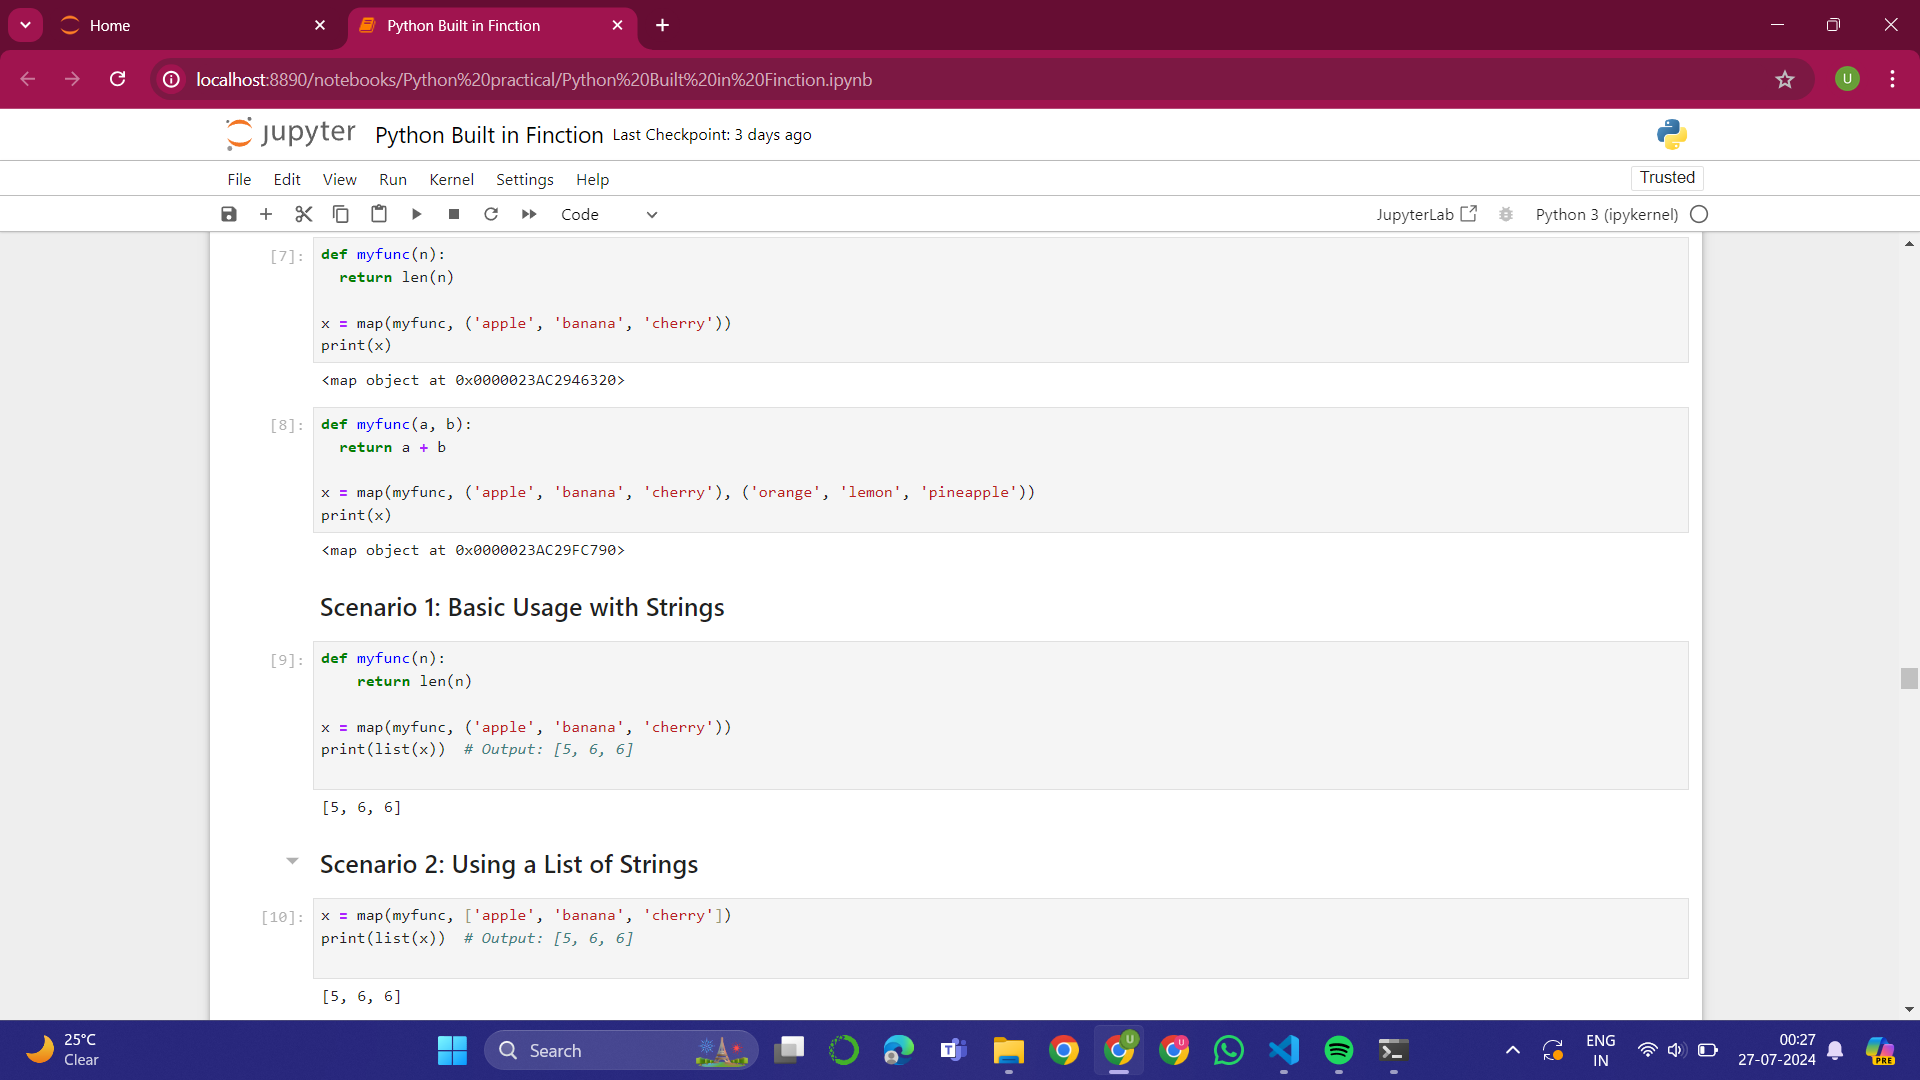 Home
Python Built in Finction
localhost:8890/notebooks/Python%20practical/Python%20Built%20in%20Finction.ipynb
U
jupyter Python Built in Finction Last Checkpoint: 3 days ago
File Edit View Run Kernel Settings Help
Trusted
Code
JupyterLab
Python 3 (ipykernel)
[7]: def myfunc(n):
return len(n)
x = map(myfunc, ('apple', 'banana', 'cherry'))
print(x)
<map object at 0x0000023AC2946320>
[8]: def myfunc(a, b):
return a + b
x = map(myfunc, ('apple', 'banana', 'cherry'), ('orange', 'lemon', 'pineapple'))
print(x)
<map object at 0x0000023AC29FC790>
Scenario 1: Basic Usage with Strings
[9]: def myfunc(n):
return len(n)
x = map(myfunc, ('apple', 'banana', 'cherry'))
print(list(x)) # Output: [5, 6, 6]
[5, 6, 6]
Scenario 2: Using a List of Strings
[10]: x = map(myfunc, ['apple', 'banana', 'cherry'])
print(list(x)) # Output: [5, 6, 6]
[5, 6, 6]
25°C
Clear
Search
U
U
ENG
IN
00:27
27-07-2024
PRE